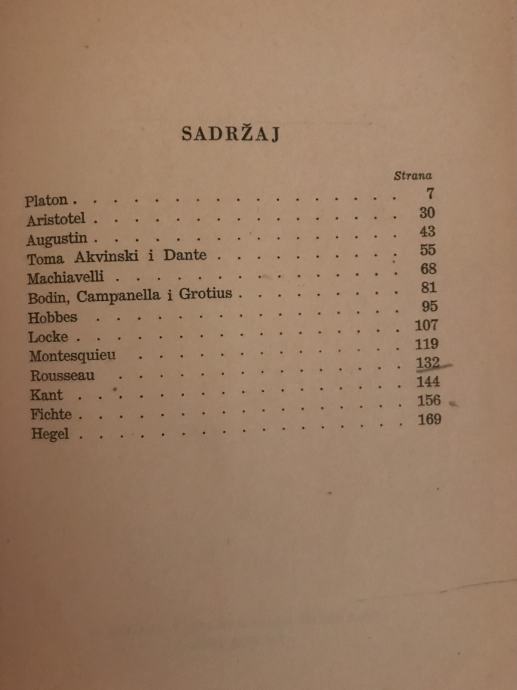 SADRŽAJ
Strana
Platon . . . . . . . . . . . . . . . . . 7
Aristotel . . . . . . . . . . . . . . . . 30
Augustin . . . . . . . . . . . . . . . . 43
Toma Akvinski i Dante . . . . . . . . . . 55
Machiavelli . . . . . . . . . . . . . . . 68
Bodin, Campanella i Grotius . . . . . . . . 81
Hobbes . . . . . . . . . . . . . . . . 95
Locke . . . . . . . . . . . . . . . . . 107
Montesquieu . . . . . . . . . . . . . . 119
Rousseau . . . . . . . . . . . . . . . 132
Kant . . . . . . . . . . . . . . . . . 144
Fichte . . . . . . . . . . . . . . . . . 156
Hegel . . . . . . . . . . . . . . . . . 169